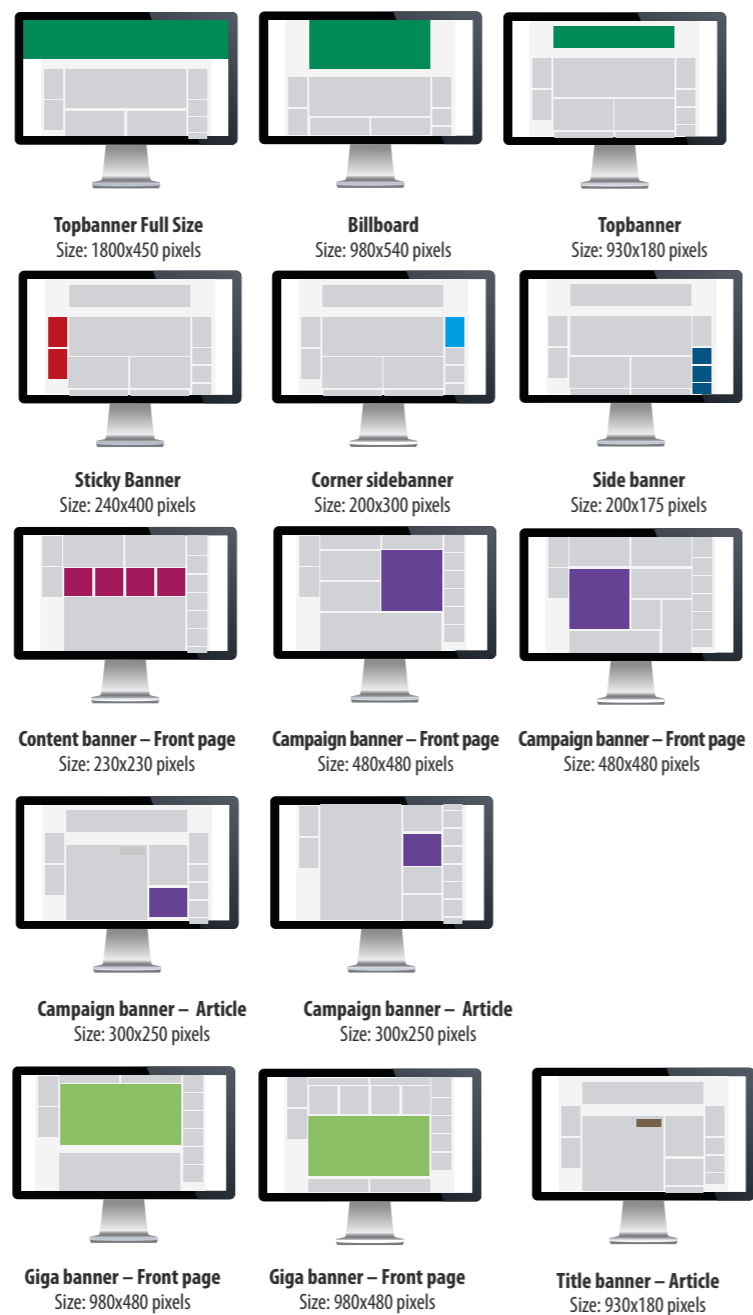 Topbanner Full Size
Size: 1800x450 pixels
Billboard
Size: 980x540 pixels
Topbanner
Size: 930x180 pixels
Sticky Banner
Size: 240x400 pixels
Corner sidebanner
Size: 200x300 pixels
Side banner
Size: 200x175 pixels
Content banner – Front page
Size: 230x230 pixels
Campaign banner – Front page
Size: 480x480 pixels
Campaign banner – Front page
Size: 480x480 pixels
Campaign banner – Article
Size: 300x250 pixels
Campaign banner – Article
Size: 300x250 pixels
Giga banner – Front page
Size: 980x480 pixels
Giga banner – Front page
Size: 980x480 pixels
Title banner – Article
Size: 930x180 pixels